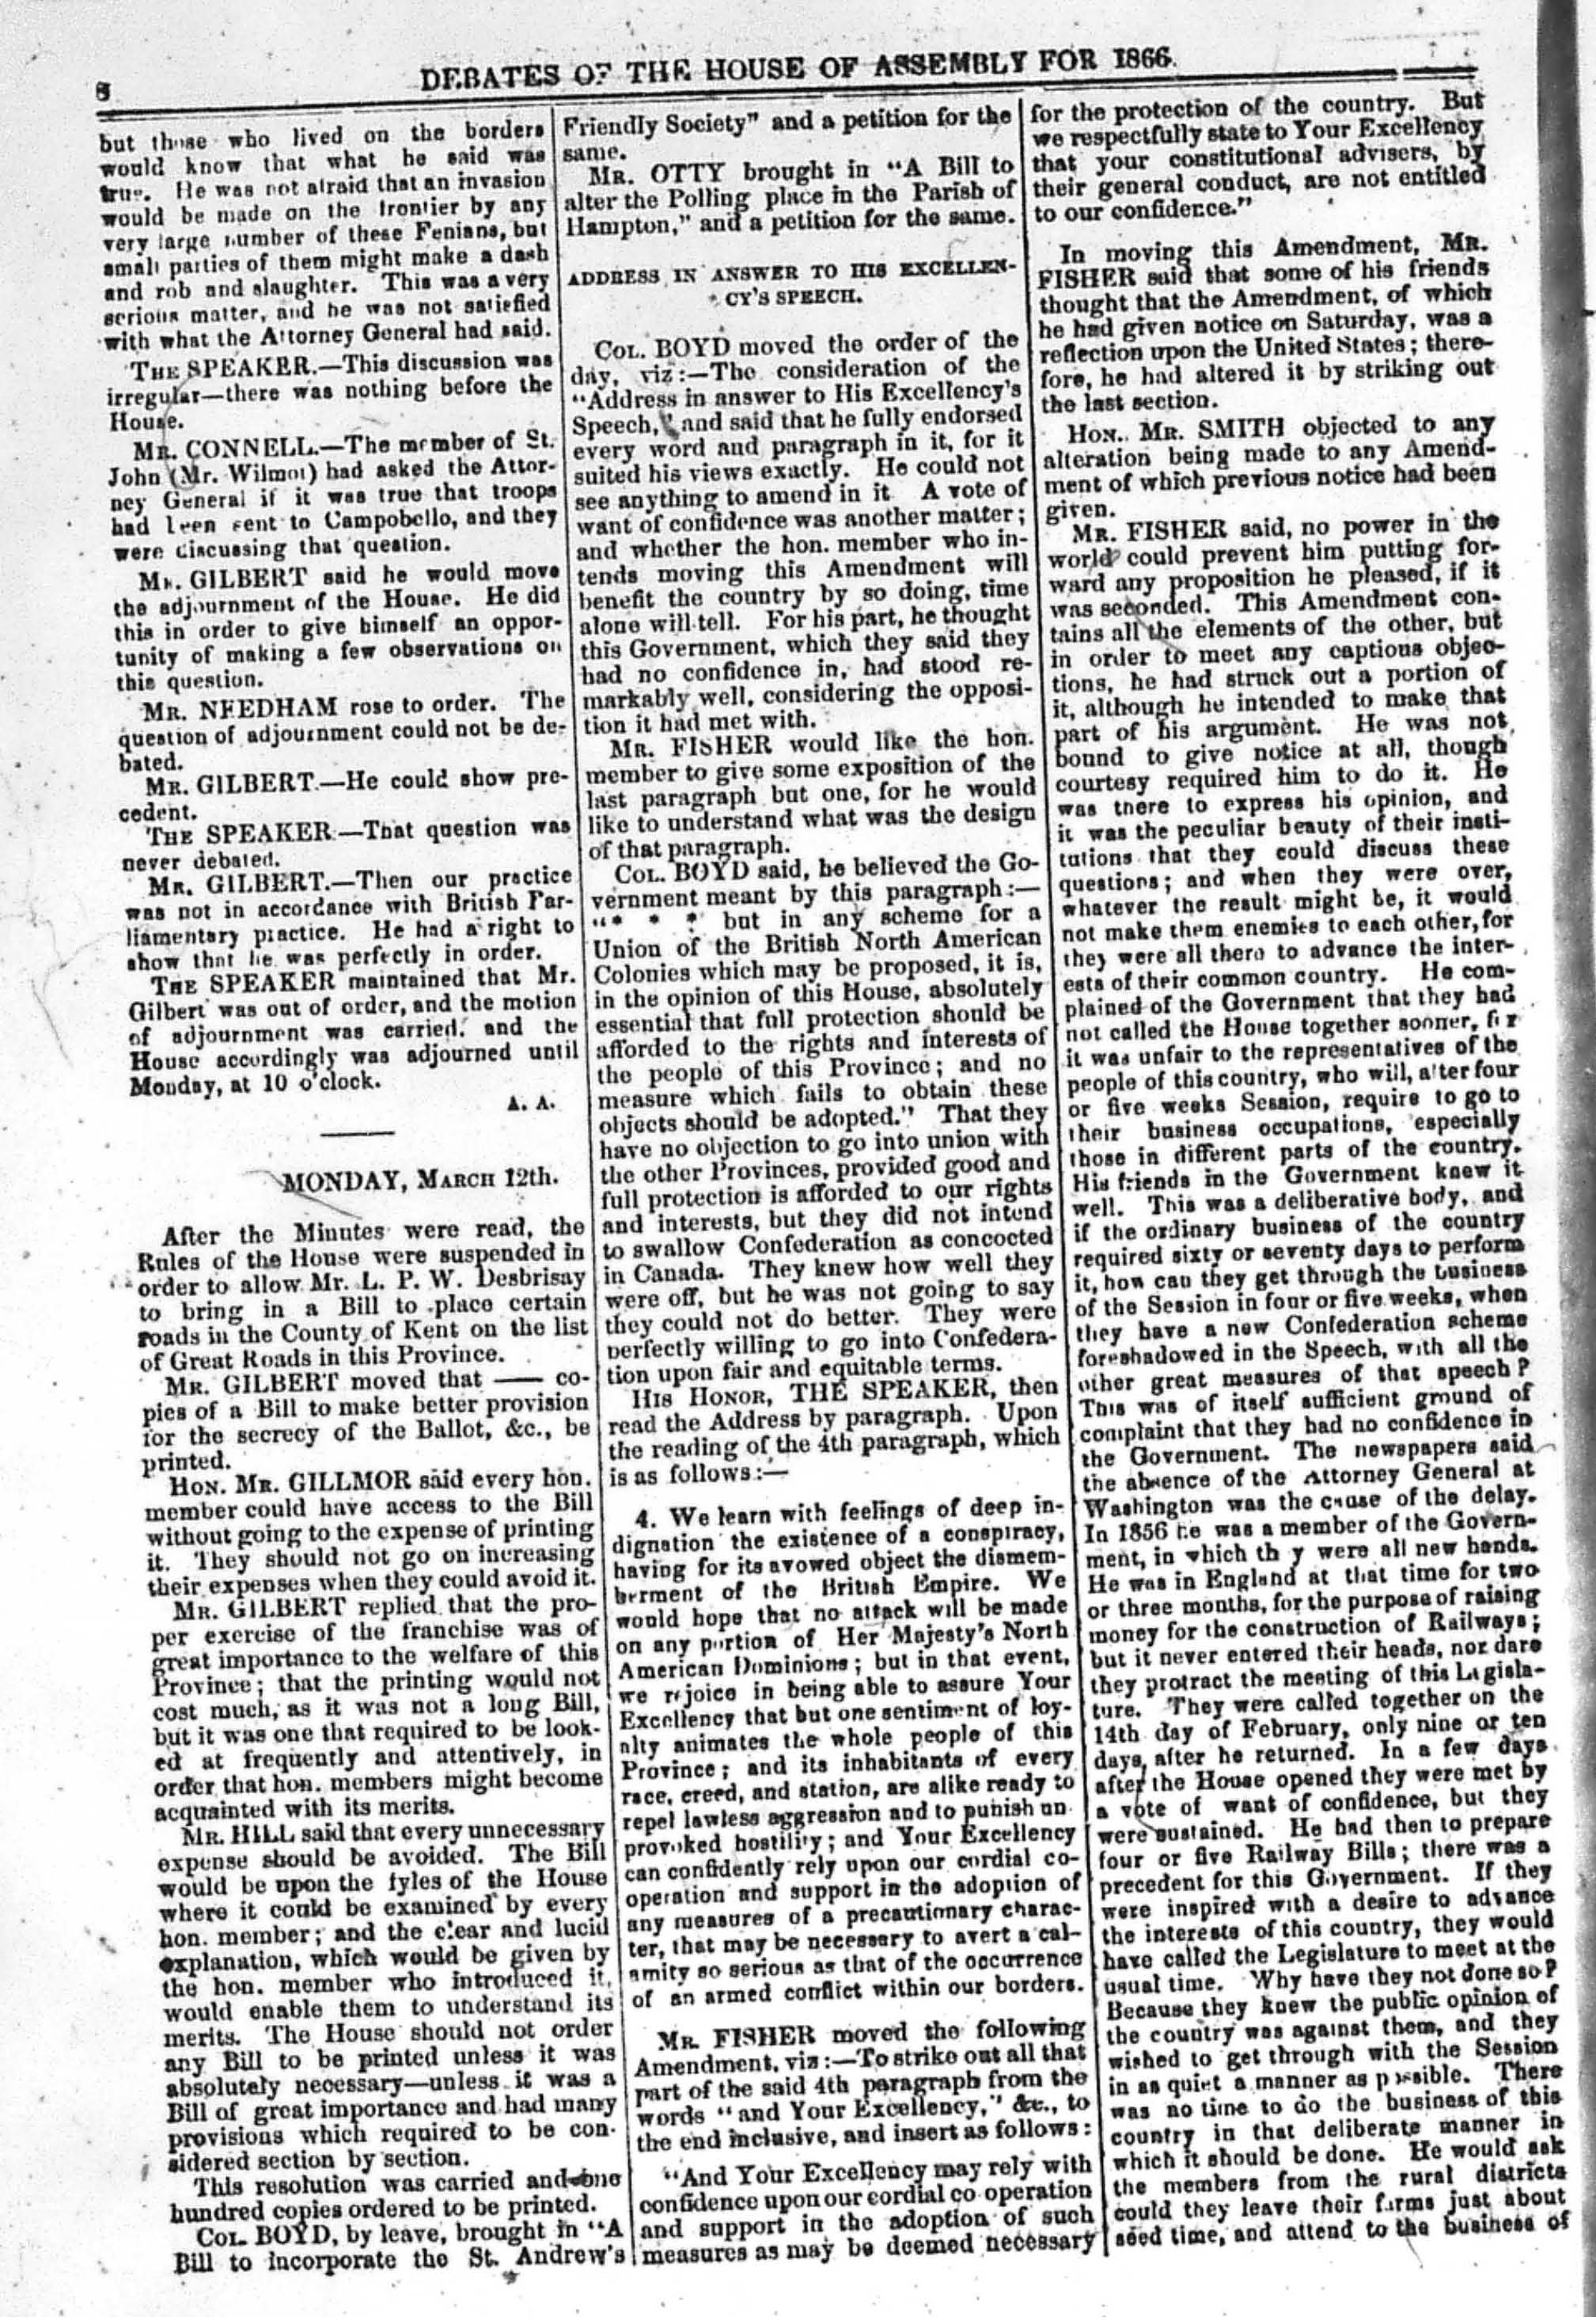 8 DEBATES OF THE HOUSE OF ASSEMBLY FOR 1866.
but those who lived on the borders
would know that what he said was
true. He was not afraid that an invasion
would be made on the frontier by any
very large number of these Fenians, but
small parties of them might make a dash
and rob and slaughter. This was a very
serious matter, and he was not satisfied
with what the Attorney General had said.
THE SPEAKER.—This discussion was
irregular—there was nothing before the
House.
MR. CONNELL.—The member of St.
John (Mr. Wilmot) had asked the Attor-
ney General if it was true that troops
had been sent to Campobello, and they
were discussing that question.
MR. GILBERT said he would move
the adjournment of the House. He did
this in order to give himself an oppor-
tunity of making a few observations on
this question.
MR. NEEDHAM rose to order. The
question of adjournment could not be de-
bated.
MR. GILBERT.—He could show pre-
cedent.
THE SPEAKER.—That question was
never debated.
MR. GILBERT.—Then our practice
was not in accordance with British Par-
liamentary practice. He had a right to
show that he was perfectly in order.
THE SPEAKER maintained that Mr.
Gilbert was out of order, and the motion
of adjournment was carried, and the
House accordingly was adjourned until
Monday, at 10 o'clock.
A. A.
MONDAY, MARCH 12th.
After the Minutes were read, the
Rules of the House were suspended in
order to allow Mr. L. P. W. Desbrisay
to bring in a Bill to place certain
roads in the County of Kent on the list
of Great Roads in this Province.
MR. GILBERT moved that —— co-
pies of a Bill to make better provision
for the secrecy of the Ballot, &c., be
printed.
HON. MR. GILLMOR said every hon.
member could have access to the Bill
without going to the expense of printing
it. They should not go on increasing
their expenses when they could avoid it.
MR. GILBERT replied that the pro-
per exercise of the franchise was of
great importance to the welfare of this
Province; that the printing would not
cost much, as it was not a long Bill,
but it was one that required to be look-
ed at frequently and attentively, in
order that hon. members might become
acquainted with its merits.
MR. HILL said that every unnecessary
expense should be avoided. The Bill
would be upon the fyles of the House
where it could be examined by every
hon. member; and the clear and lucid
explanation, which would be given by
the hon. member who introduced it,
would enable them to understand its
merits. The House should not order
any Bill to be printed unless it was
absolutely necessary—unless it was a
Bill of great importance and had many
provisions which required to be con-
sidered section by section.
This resolution was carried and one
hundred copies ordered to be printed.
COL. BOYD, by leave, brought in "A
Bill to incorporate the St. Andrew's
Friendly Society" and a petition for the
same.
MR. OTTY brought in "A Bill to
alter the Polling place in the Parish of
Hampton," and a petition for the same.
ADDRESS IN ANSWER TO HIS EXCELLEN-
CY'S SPEECH.
COL. BOYD moved the order of the
day, viz:—The consideration of the
"Address in answer to His Excellency's
Speech," and said that he fully endorsed
every word and paragraph in it, for it
suited his views exactly. He could not
see anything to amend in it. A vote of
want of confidence was another matter;
and whether the hon. member who in-
tends moving this Amendment will
benefit the country by so doing, time
alone will tell. For his part, he thought
this Government, which they said they
had no confidence in, had stood re-
markably well, considering the opposi-
tion it had met with.
MR. FISHER would like the hon.
member to give some exposition of the
last paragraph but one, for he would
like to understand what was the design
of that paragraph.
COL. BOYD said, he believed the Go-
vernment meant by this paragraph:—
"* * * but in any scheme for a
Union of the British North American
Colonies which may be proposed, it is,
in the opinion of this House, absolutely
essential that full protection should be
afforded to the rights and interests of
the people of this Province; and no
measure which fails to obtain these
objects should be adopted." That they
have no objection to go into union with
the other Provinces, provided good and
full protection is afforded to our rights
and interests, but they did not intend
to swallow Confederation as concocted
in Canada. They knew how well they
were off, but he was not going to say
they could not do better. They were
perfectly willing to go into Confedera-
tion upon fair and equitable terms.
HIS HONOR, THE SPEAKER, then
read the Address by paragraph. Upon
the reading of the 4th paragraph, which
is as follows:—
4. We learn with feelings of deep in-
dignation the existence of a conspiracy,
having for its avowed object the dismem-
berment of the British Empire. We
would hope that no attack will be made
on any portion of Her Majesty's North
American Dominions; but in that event,
we rejoice in being able to assure Your
Excellency that but one sentiment of loy-
alty animates the whole people of this
Province; and its inhabitants of every
race, creed, and station, are alike ready to
repel lawless aggression and to punish un-
provoked hostility; and Your Excellency
can confidently rely upon our cordial co-
operation and support in the adoption of
any measures of a precautionary charac-
ter, that may be necessary to avert a cal-
amity so serious as that of the occurrence
of an armed conflict within our borders.
MR. FISHER moved the following
Amendment, viz:—To strike out all that
part of the said 4th paragraph from the
words "and Your Excellency," &c., to
the end inclusive, and insert as follows:
"And Your Excellency may rely with
confidence upon our cordial co operation
and support in the adoption of such
measures as may be deemed necessary
for the protection of the country. But
we respectfully state to Your Excellency
that your constitutional advisers, by
their general conduct, are not entitled
to our confidence."
In moving this Amendment, MR.
FISHER said that some of his friends
thought that the Amendment, of which
he had given notice on Saturday, was a
reflection upon the United States; there-
fore, he had altered it by striking out
the last section.
HON. MR. SMITH objected to any
alteration being made to any Amend-
ment of which previous notice had been
given.
MR. FISHER said, no power in the
world could prevent him putting for-
ward any proposition he pleased, if it
was seconded. This Amendment con-
tains all the elements of the other, but
in order to meet any captious objec-
tions, he had struck out a portion of
it, although he intended to make that
part of his argument. He was not
bound to give notice at all, though
courtesy required him to do it. He
was there to express his opinion, and
it was the peculiar beauty of their insti-
tutions that they could discuss these
questions; and when they were over,
whatever the result might be, it would
not make them enemies to each other, for
they were all there to advance the inter-
ests of their common country. He com-
plained of the Government that they had
not called the House together sooner, for
it was unfair to the representatives of the
people of this country, who will, after four
or five weeks Session, require to go to
their business occupations, especially
those in different parts of the country.
His friends in the Government knew it
well. This was a deliberative body, and
if the ordinary business of the country
required sixty or seventy days to perform
it, how can they get through the business
of the Session in four or five weeks, when
they have a new Confederation scheme
foreshadowed in the Speech, with all the
other great measures of that speech?
This was of itself sufficient ground of
complaint that they had no confidence in
the Government. The newspapers said
the absence of the Attorney General at
Washington was the cause of the delay.
In 1856 he was a member of the Govern-
ment, in which th y were all new hands.
He was in England at that time for two
or three months, for the purpose of raising
money for the construction of Railways;
but it never entered their heads, nor dare
they protract the meeting of this Legisla-
ture. They were called together on the
14th day of February, only nine or ten
days after he returned. In a few days
after the House opened they were met by
a vote of want of confidence, but they
were sustained. He had then to prepare
four or five Railway Bills; there was a
precedent for this Government. If they
were inspired with a desire to advance
the interests of this country, they would
have called the Legislature to meet at the
usual time. Why have they not done so?
Because they knew the public opinion of
the country was against them, and they
wished to get through with the Session
in as quiet a manner as possible. There
was no time to do the business of this
country in that deliberate manner in
which it should be done. He would ask
the members from the rural districts
could they leave their farms just about
seed time, and attend to the business of